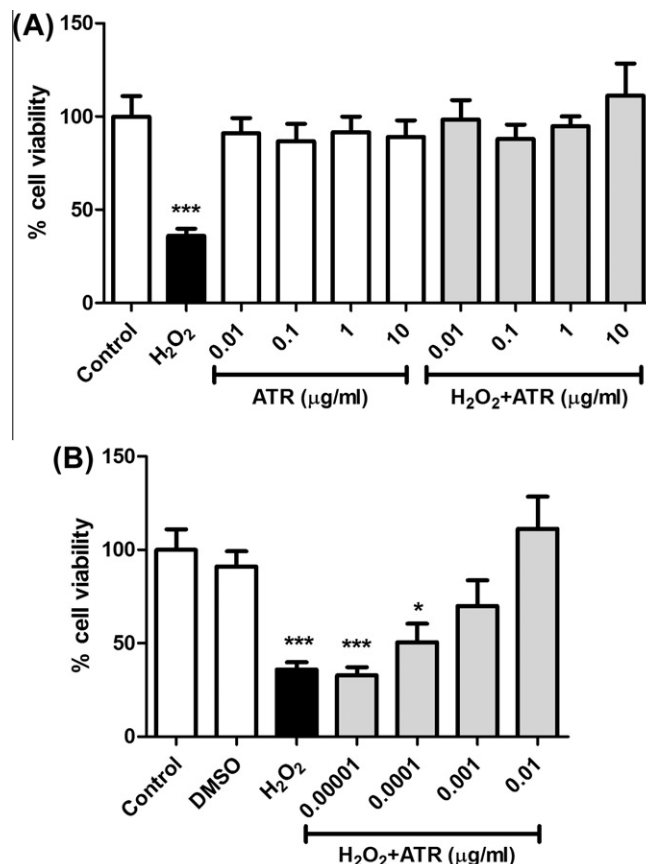 (A)
150
100
50
0
% cell viability
***
Control
H₂O₂
0.01
0.1
1
10
0.01
0.1
1
10
ATR (μg/ml)
H₂O₂+ATR (μg/ml)
(B)
150
100
50
0
% cell viability
***
***
*
Control
DMSO
H₂O₂
0.00001
0.0001
0.001
0.01
H₂O₂+ATR (μg/ml)